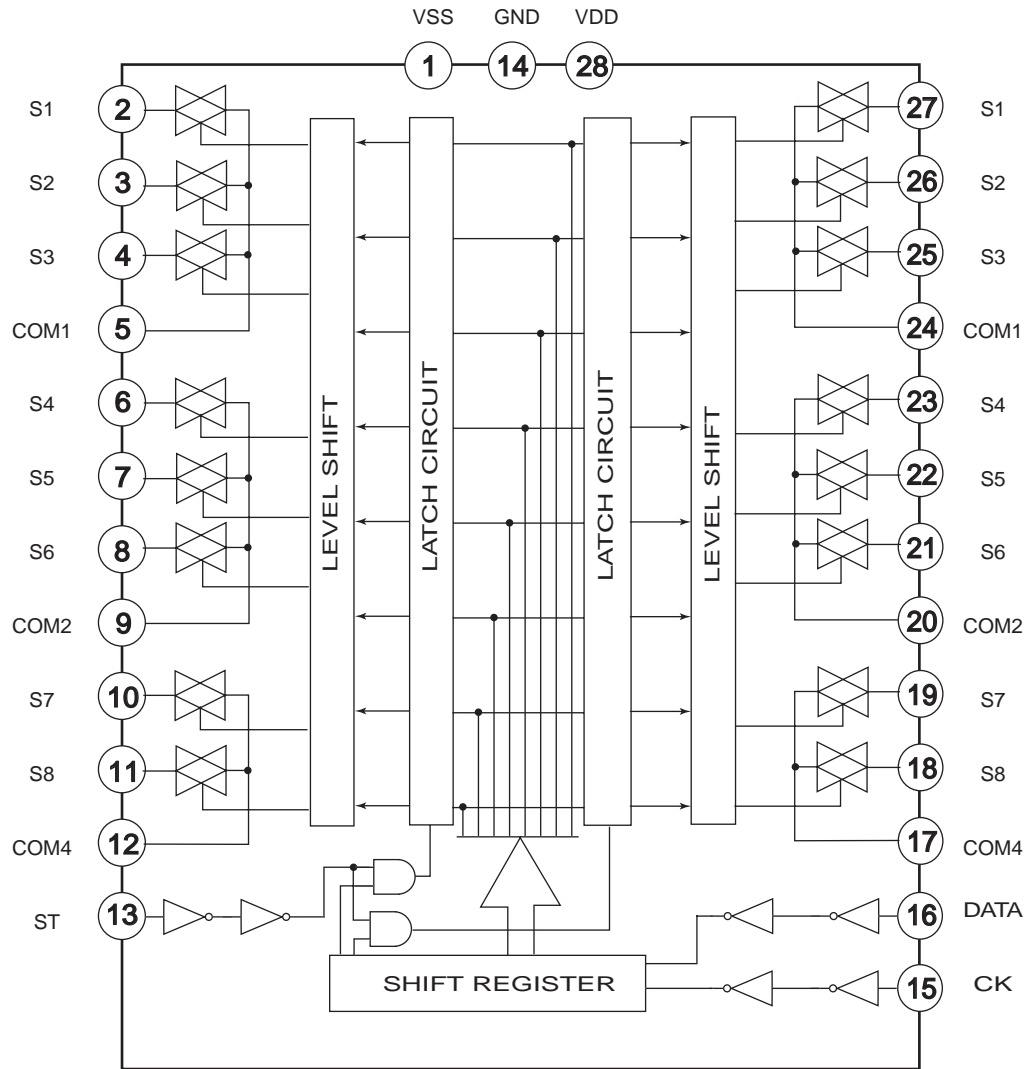 VSS GND VDD
1 14 28
S1 2 27 S1
S2 3 26 S2
S3 4 25 S3
COM1 5 24 COM1
S4 6 23 S4
S5 7 22 S5
S6 8 21 S6
COM2 9 20 COM2
S7 10 19 S7
S8 11 18 S8
COM4 12 17 COM4
LEVEL SHIFT
LATCH CIRCUIT
LATCH CIRCUIT
LEVEL SHIFT
ST 13 16 DATA
SHIFT REGISTER
15 CK